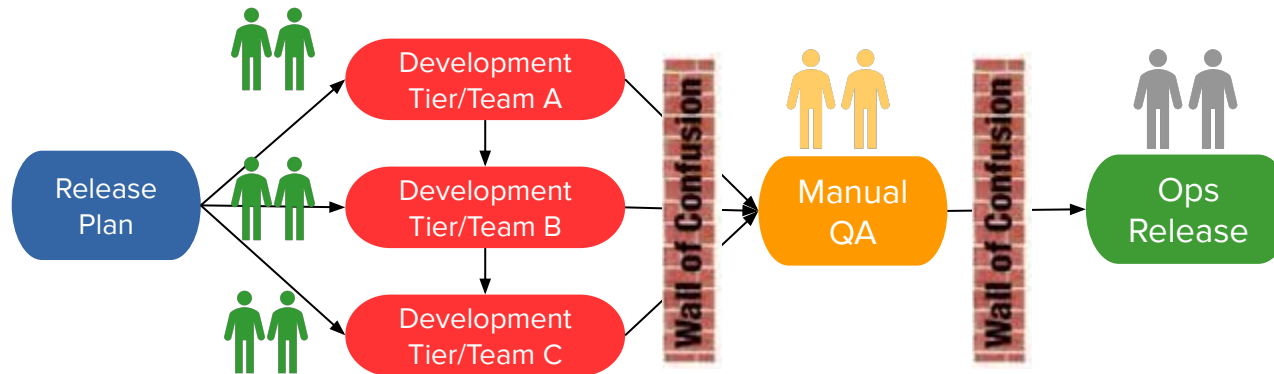 Release
Plan
Development
Tier/Team A
Development
Tier/Team B
Development
Tier/Team C
Wall of Confusion
Manual
QA
Wall of Confusion
Ops
Release